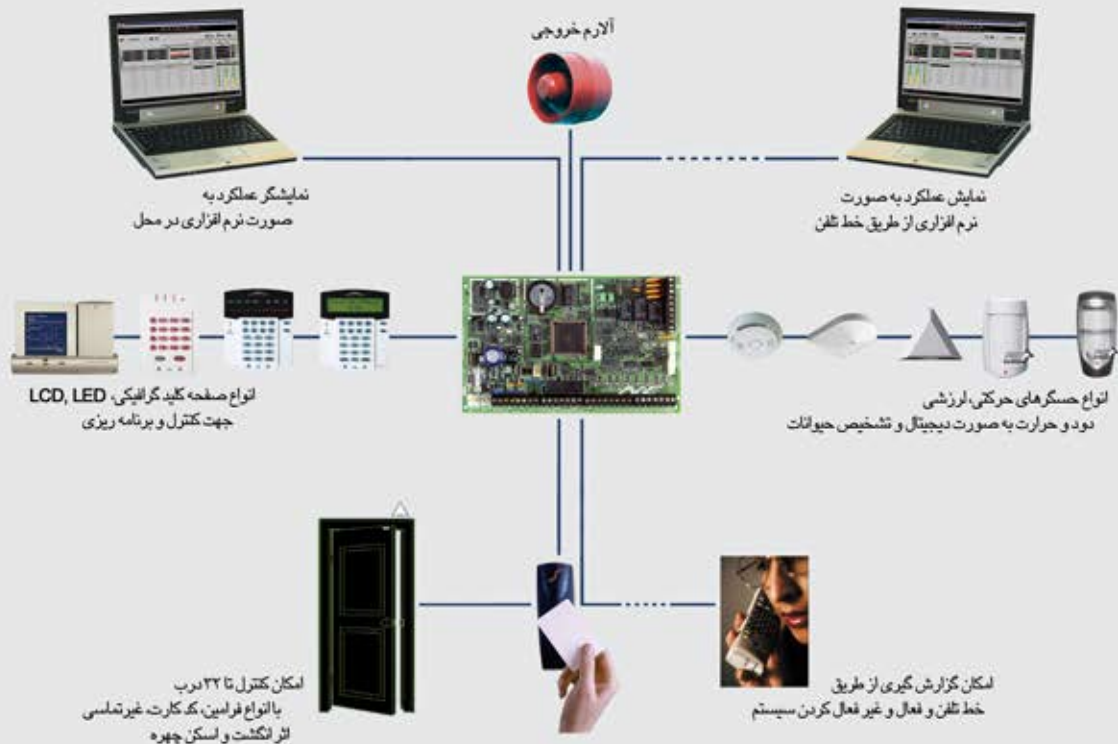 آلارم خروجی
نمایشگر عملکرد به
صورت نرم افزاری در محل
نمایش عملکرد به صورت
نرم افزاری از طریق خط تلفن
انواع صفحه کلید گرافیکی، LCD, LED
جهت کنترل و برنامه ریزی
انواع حسگرهای حرکتی، لرزشی
دود و حرارت به صورت دیجیتال و تشخیص حیوانات
امکان کنترل تا ۳۲ درب
با انواع فرامین، کد کارت، غیرتماسی
اثر انگشت و اسکن چهره
امکان گزارش گیری از طریق
خط تلفن و فعال و غیر فعال کردن سیستم